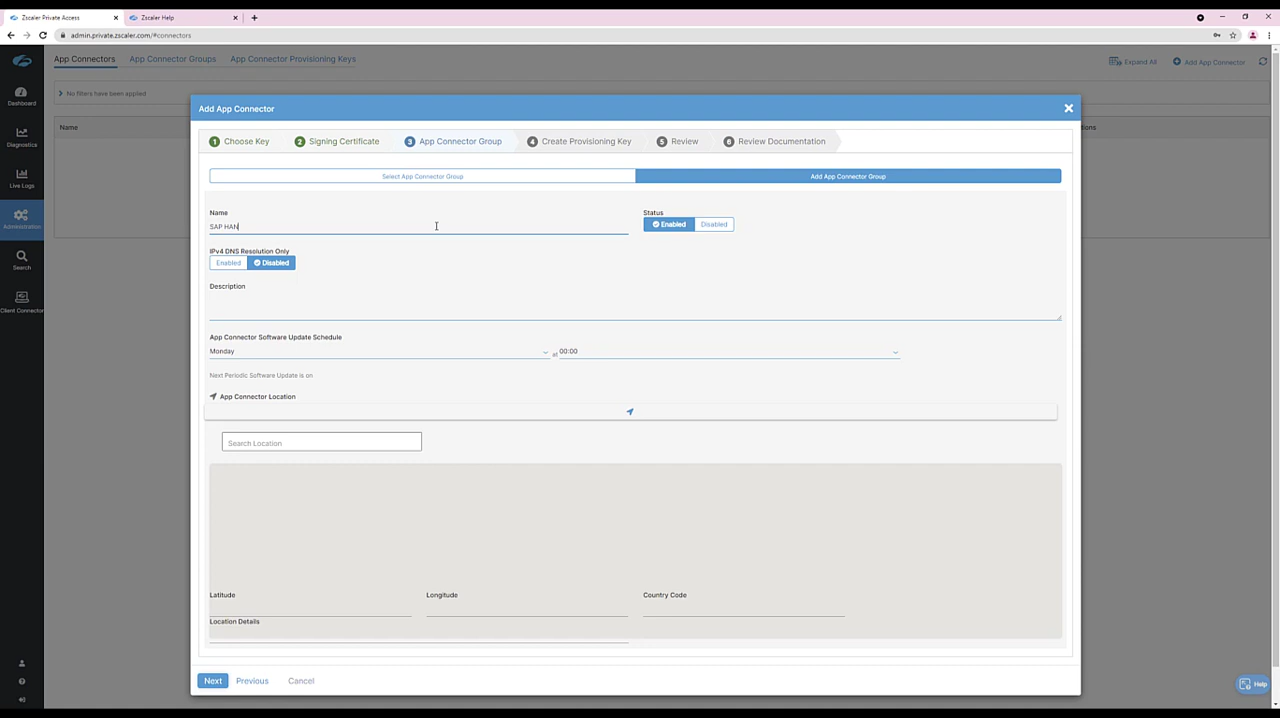 Zscaler Private Access
Zscaler Help
admin.private.zscaler.com/#connectors
App Connectors
App Connector Groups
App Connector Provisioning Keys
Expand All
Add App Connector
Dashboard
Diagnostics
Live Logs
Administration
Search
Client Connector
No filters have been applied
Name
Add App Connector
1 Choose Key
2 Signing Certificate
3 App Connector Group
4 Create Provisioning Key
5 Review
6 Review Documentation
Select App Connector Group
Add App Connector Group
Name
SAP HAN
Status
Enabled
Disabled
IPv4 DNS Resolution Only
Enabled
Disabled
Description
App Connector Software Update Schedule
Monday
at 00:00
Next Periodic Software Update is on
App Connector Location
Search Location
Latitude
Longitude
Country Code
Location Details
Next
Previous
Cancel
Help